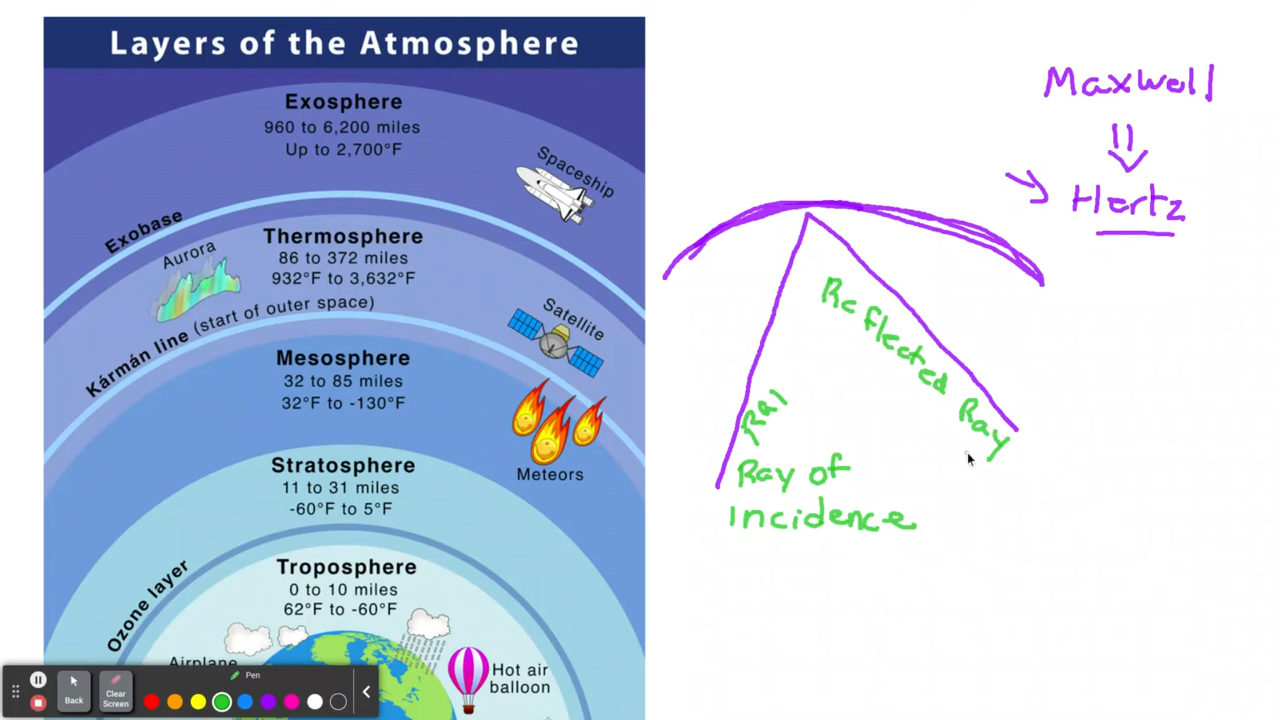 Layers of the Atmosphere
Exosphere
960 to 6,200 miles
Up to 2,700°F
Spaceship
Exobase
Thermosphere
86 to 372 miles
932°F to 3,632°F
Aurora
Satellite
Kármán line (start of outer space)
Mesosphere
32 to 85 miles
32°F to -130°F
Meteors
Stratosphere
11 to 31 miles
-60°F to 5°F
Ozone layer
Troposphere
0 to 10 miles
62°F to -60°F
Airplane
Hot air
balloon
Maxwell
Hertz
Reflected Ray
Ray of
incidence
Pen
Back
Clear
Screen